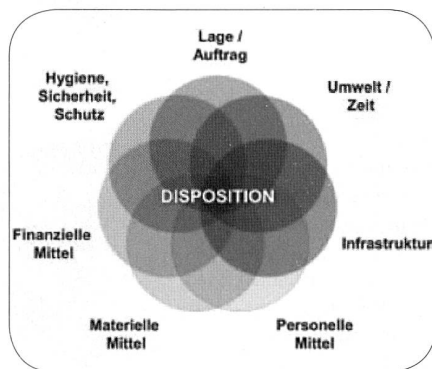 Lage /
Auftrag
Umwelt /
Zeit
Infrastruktur
Personelle
Mittel
Materielle
Mittel
Finanzielle
Mittel
Hygiene,
Sicherheit,
Schutz
DISPOSITION